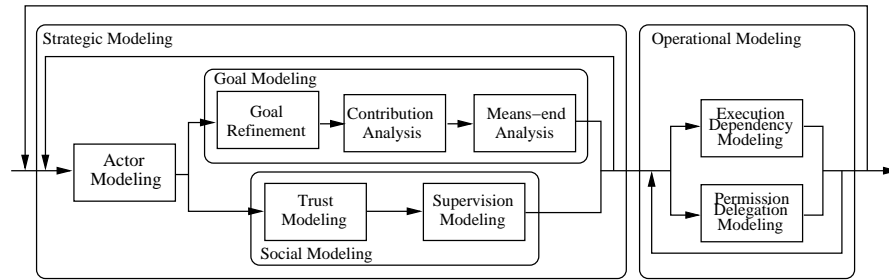 Strategic Modeling
Operational Modeling
Goal Modeling
Goal
Refinement
Contribution
Analysis
Means−end
Analysis
Execution
Dependency
Modeling
Actor
Modeling
Trust
Modeling
Supervision
Modeling
Permission
Delegation
Modeling
Social Modeling